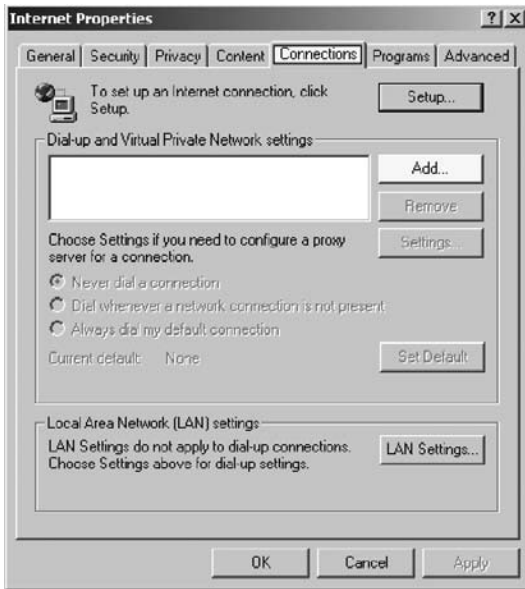 Internet Properties
General Security Privacy Content Connections Programs Advanced
To set up an Internet connection, click
Setup.
Setup...
Dial-up and Virtual Private Network settings
Add...
Remove
Choose Settings if you need to configure a proxy
server for a connection.
Settings...
Never dial a connection
Dial whenever a network connection is not present
Always dial my default connection
Current default: None
Set Default
Local Area Network (LAN) settings
LAN Settings do not apply to dial-up connections.
Choose Settings above for dial-up settings.
LAN Settings...
OK Cancel Apply